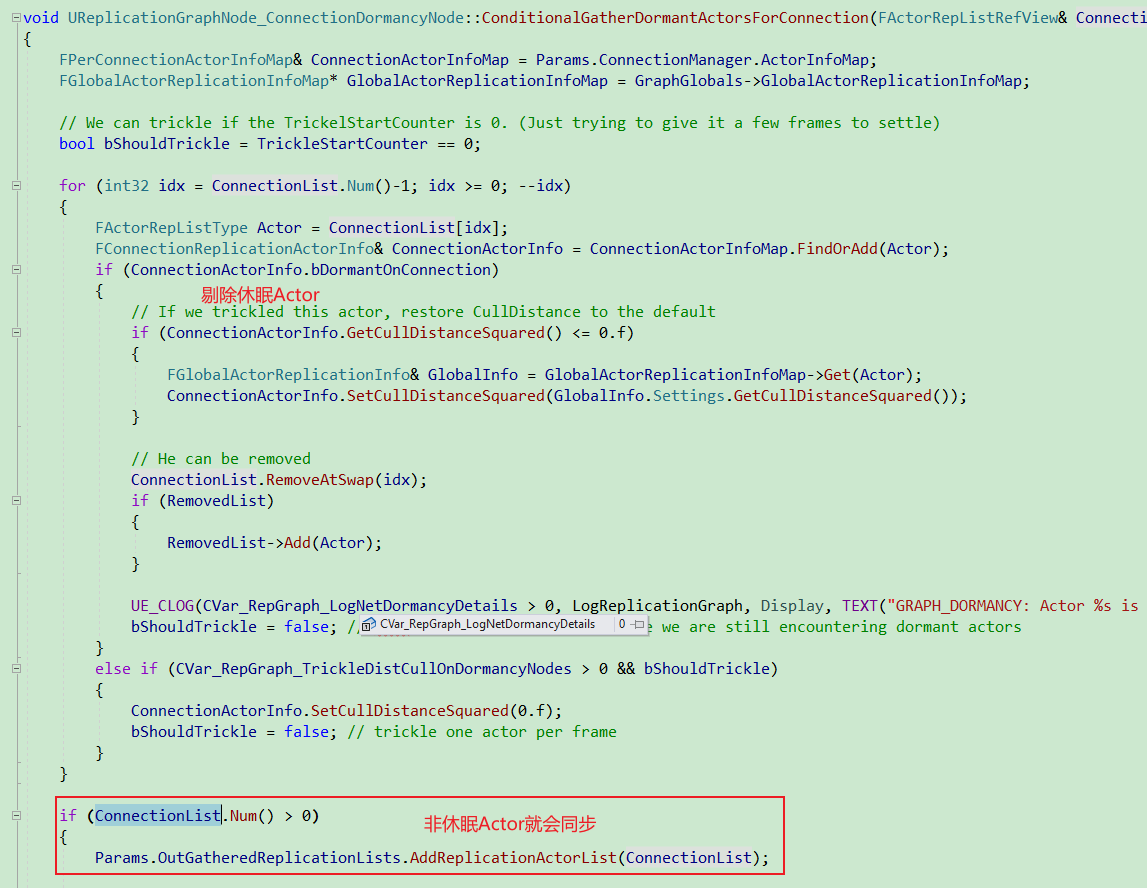 void UReplicationGraphNode_ConnectionDormancyNode::ConditionalGatherDormantActorsForConnection(FActorRepListRefView& Connecti
{
FPerConnectionActorInfoMap& ConnectionActorInfoMap = Params.ConnectionManager.ActorInfoMap;
FGlobalActorReplicationInfoMap* GlobalActorReplicationInfoMap = GraphGlobals->GlobalActorReplicationInfoMap;
// We can trickle if the TrickelStartCounter is 0. (Just trying to give it a few frames to settle)
bool bShouldTrickle = TrickleStartCounter == 0;
for (int32 idx = ConnectionList.Num()-1; idx >= 0; --idx)
{
FActorRepListType Actor = ConnectionList[idx];
FConnectionReplicationActorInfo& ConnectionActorInfo = ConnectionActorInfoMap.FindOrAdd(Actor);
if (ConnectionActorInfo.bDormantOnConnection)
{
剔除休眠Actor
// If we trickled this actor, restore CullDistance to the default
if (ConnectionActorInfo.GetCullDistanceSquared() <= 0.f)
{
FGlobalActorReplicationInfo& GlobalInfo = GlobalActorReplicationInfoMap->Get(Actor);
ConnectionActorInfo.SetCullDistanceSquared(GlobalInfo.Settings.GetCullDistanceSquared());
}
// He can be removed
ConnectionList.RemoveAtSwap(idx);
if (RemovedList)
{
RemovedList->Add(Actor);
}
UE_CLOG(CVar_RepGraph_LogNetDormancyDetails > 0, LogReplicationGraph, Display, TEXT("GRAPH_DORMANCY: Actor %s is
bShouldTrickle = false; // CVar_RepGraph_LogNetDormancyDetails 0 we are still encountering dormant actors
}
else if (CVar_RepGraph_TrickleDistCullOnDormancyNodes > 0 && bShouldTrickle)
{
ConnectionActorInfo.SetCullDistanceSquared(0.f);
bShouldTrickle = false; // trickle one actor per frame
}
}
if (ConnectionList.Num() > 0)
非休眠Actor就会同步
{
Params.OutGatheredReplicationLists.AddReplicationActorList(ConnectionList);